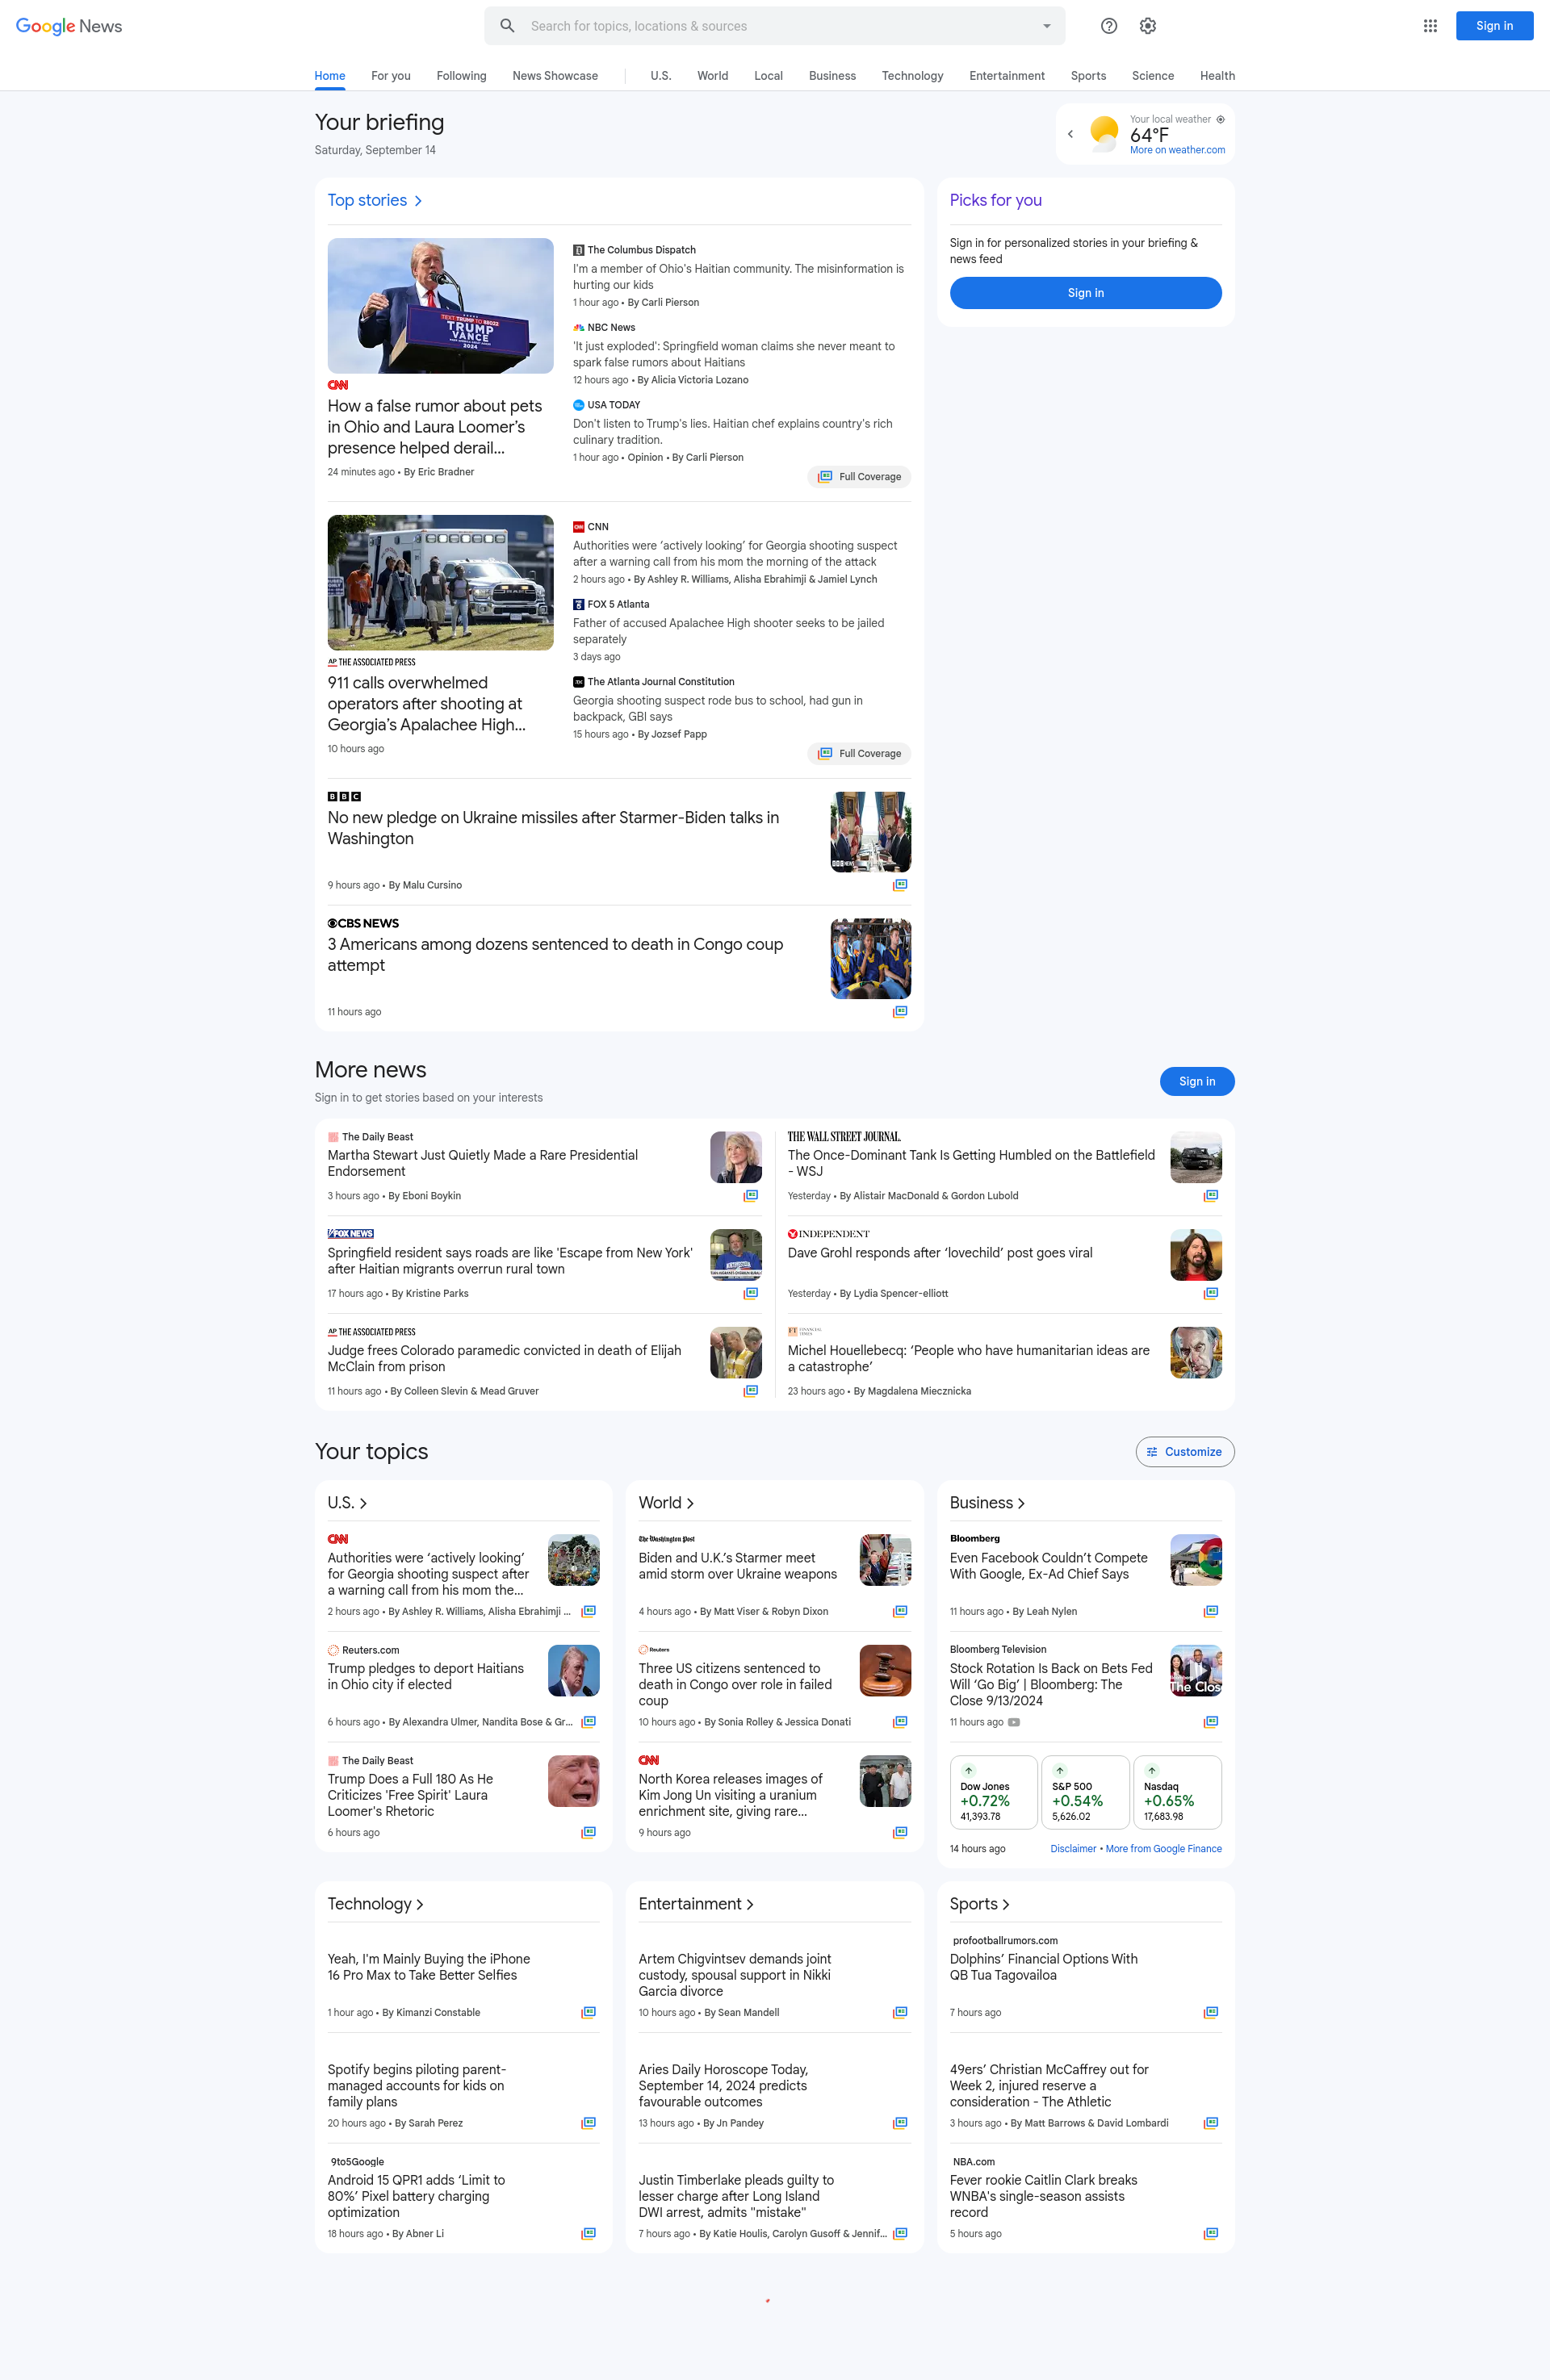 Google News
Search for topics, locations & sources
Sign in
Home
For you
Following
News Showcase
U.S.
World
Local
Business
Technology
Entertainment
Sports
Science
Health
Your briefing
Saturday, September 14
Your local weather
64°F
More on weather.com
Top stories
TEXT TRUMP TO 88022
TRUMP
VANCE
2024
CNN
How a false rumor about pets
in Ohio and Laura Loomer’s
presence helped derail...
24 minutes ago • By Eric Bradner
The Columbus Dispatch
I'm a member of Ohio's Haitian community. The misinformation is
hurting our kids
1 hour ago • By Carli Pierson
NBC News
'It just exploded': Springfield woman claims she never meant to
spark false rumors about Haitians
12 hours ago • By Alicia Victoria Lozano
USA TODAY
Don't listen to Trump's lies. Haitian chef explains country's rich
culinary tradition.
1 hour ago • Opinion • By Carli Pierson
Full Coverage
Picks for you
Sign in for personalized stories in your briefing &
news feed
Sign in
AP THE ASSOCIATED PRESS
911 calls overwhelmed
operators after shooting at
Georgia’s Apalachee High...
10 hours ago
CNN
Authorities were ‘actively looking’ for Georgia shooting suspect
after a warning call from his mom the morning of the attack
2 hours ago • By Ashley R. Williams, Alisha Ebrahimji & Jamiel Lynch
FOX 5 Atlanta
Father of accused Apalachee High shooter seeks to be jailed
separately
3 days ago
The Atlanta Journal Constitution
Georgia shooting suspect rode bus to school, had gun in
backpack, GBI says
15 hours ago • By Jozsef Papp
Full Coverage
BBC
No new pledge on Ukraine missiles after Starmer-Biden talks in
Washington
9 hours ago • By Malu Cursino
CBS NEWS
3 Americans among dozens sentenced to death in Congo coup
attempt
11 hours ago
More news
Sign in to get stories based on your interests
Sign in
The Daily Beast
Martha Stewart Just Quietly Made a Rare Presidential
Endorsement
3 hours ago • By Eboni Boykin
FOX NEWS
Springfield resident says roads are like 'Escape from New York'
after Haitian migrants overrun rural town
17 hours ago • By Kristine Parks
AP THE ASSOCIATED PRESS
Judge frees Colorado paramedic convicted in death of Elijah
McClain from prison
11 hours ago • By Colleen Slevin & Mead Gruver
THE WALL STREET JOURNAL.
The Once-Dominant Tank Is Getting Humbled on the Battlefield
- WSJ
Yesterday • By Alistair MacDonald & Gordon Lubold
INDEPENDENT
Dave Grohl responds after ‘lovechild’ post goes viral
Yesterday • By Lydia Spencer-elliott
FT FINANCIAL TIMES
Michel Houellebecq: ‘People who have humanitarian ideas are
a catastrophe’
23 hours ago • By Magdalena Miecznicka
Your topics
Customize
U.S.
CNN
Authorities were ‘actively looking’
for Georgia shooting suspect after
a warning call from his mom the...
2 hours ago • By Ashley R. Williams, Alisha Ebrahimji ...
Reuters.com
Trump pledges to deport Haitians
in Ohio city if elected
6 hours ago • By Alexandra Ulmer, Nandita Bose & Gr...
The Daily Beast
Trump Does a Full 180 As He
Criticizes 'Free Spirit' Laura
Loomer's Rhetoric
6 hours ago
World
The Washington Post
Biden and U.K.’s Starmer meet
amid storm over Ukraine weapons
4 hours ago • By Matt Viser & Robyn Dixon
Reuters
Three US citizens sentenced to
death in Congo over role in failed
coup
10 hours ago • By Sonia Rolley & Jessica Donati
CNN
North Korea releases images of
Kim Jong Un visiting a uranium
enrichment site, giving rare...
9 hours ago
Business
Bloomberg
Even Facebook Couldn’t Compete
With Google, Ex-Ad Chief Says
11 hours ago • By Leah Nylen
Bloomberg Television
Stock Rotation Is Back on Bets Fed
Will ‘Go Big’ | Bloomberg: The
Close 9/13/2024
The Clos
11 hours ago
Dow Jones
+0.72%
41,393.78
S&P 500
+0.54%
5,626.02
Nasdaq
+0.65%
17,683.98
14 hours ago
Disclaimer • More from Google Finance
Technology
Yeah, I'm Mainly Buying the iPhone
16 Pro Max to Take Better Selfies
1 hour ago • By Kimanzi Constable
Spotify begins piloting parent-
managed accounts for kids on
family plans
20 hours ago • By Sarah Perez
9to5Google
Android 15 QPR1 adds ‘Limit to
80%’ Pixel battery charging
optimization
18 hours ago • By Abner Li
Entertainment
Artem Chigvintsev demands joint
custody, spousal support in Nikki
Garcia divorce
10 hours ago • By Sean Mandell
Aries Daily Horoscope Today,
September 14, 2024 predicts
favourable outcomes
13 hours ago • By Jn Pandey
Justin Timberlake pleads guilty to
lesser charge after Long Island
DWI arrest, admits "mistake"
7 hours ago • By Katie Houlis, Carolyn Gusoff & Jennif...
Sports
profootballrumors.com
Dolphins’ Financial Options With
QB Tua Tagovailoa
7 hours ago
49ers’ Christian McCaffrey out for
Week 2, injured reserve a
consideration - The Athletic
3 hours ago • By Matt Barrows & David Lombardi
NBA.com
Fever rookie Caitlin Clark breaks
WNBA's single-season assists
record
5 hours ago